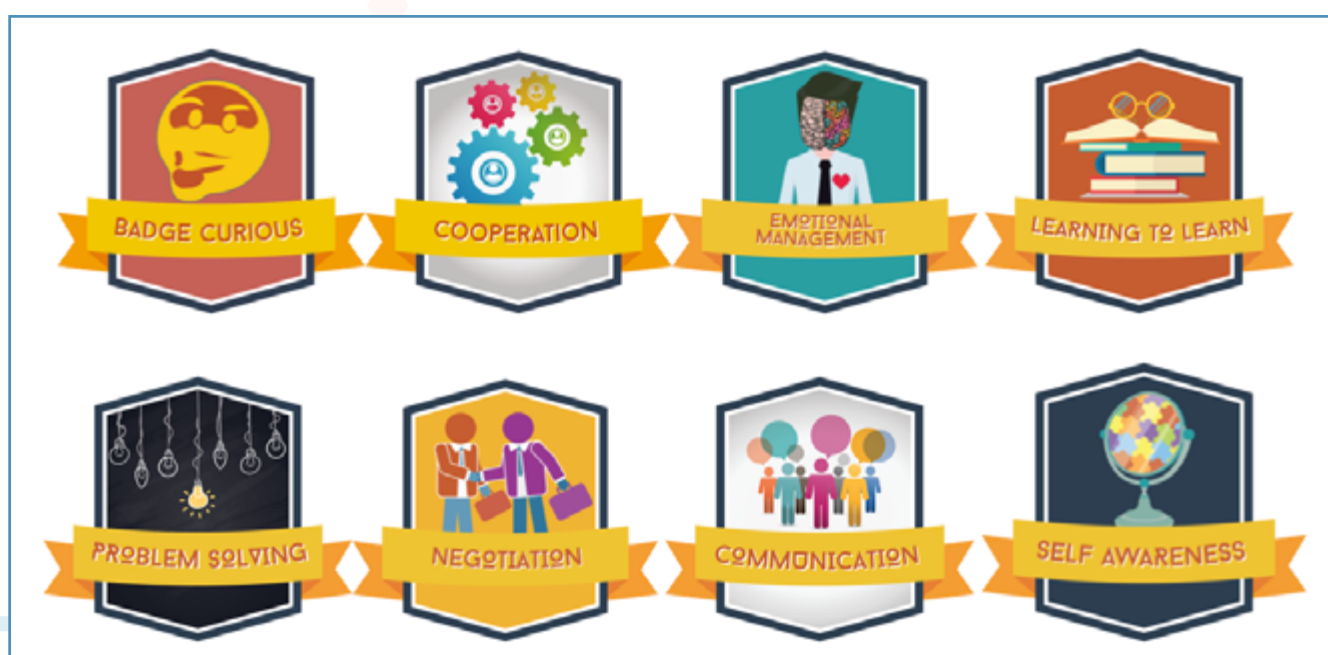 BADGE CURIOUS
COOPERATION
EMOTIONAL
MANAGEMENT
LEARNING TO LEARN
PROBLEM SOLVING
NEGOTIATION
COMMUNICATION
SELF AWARENESS